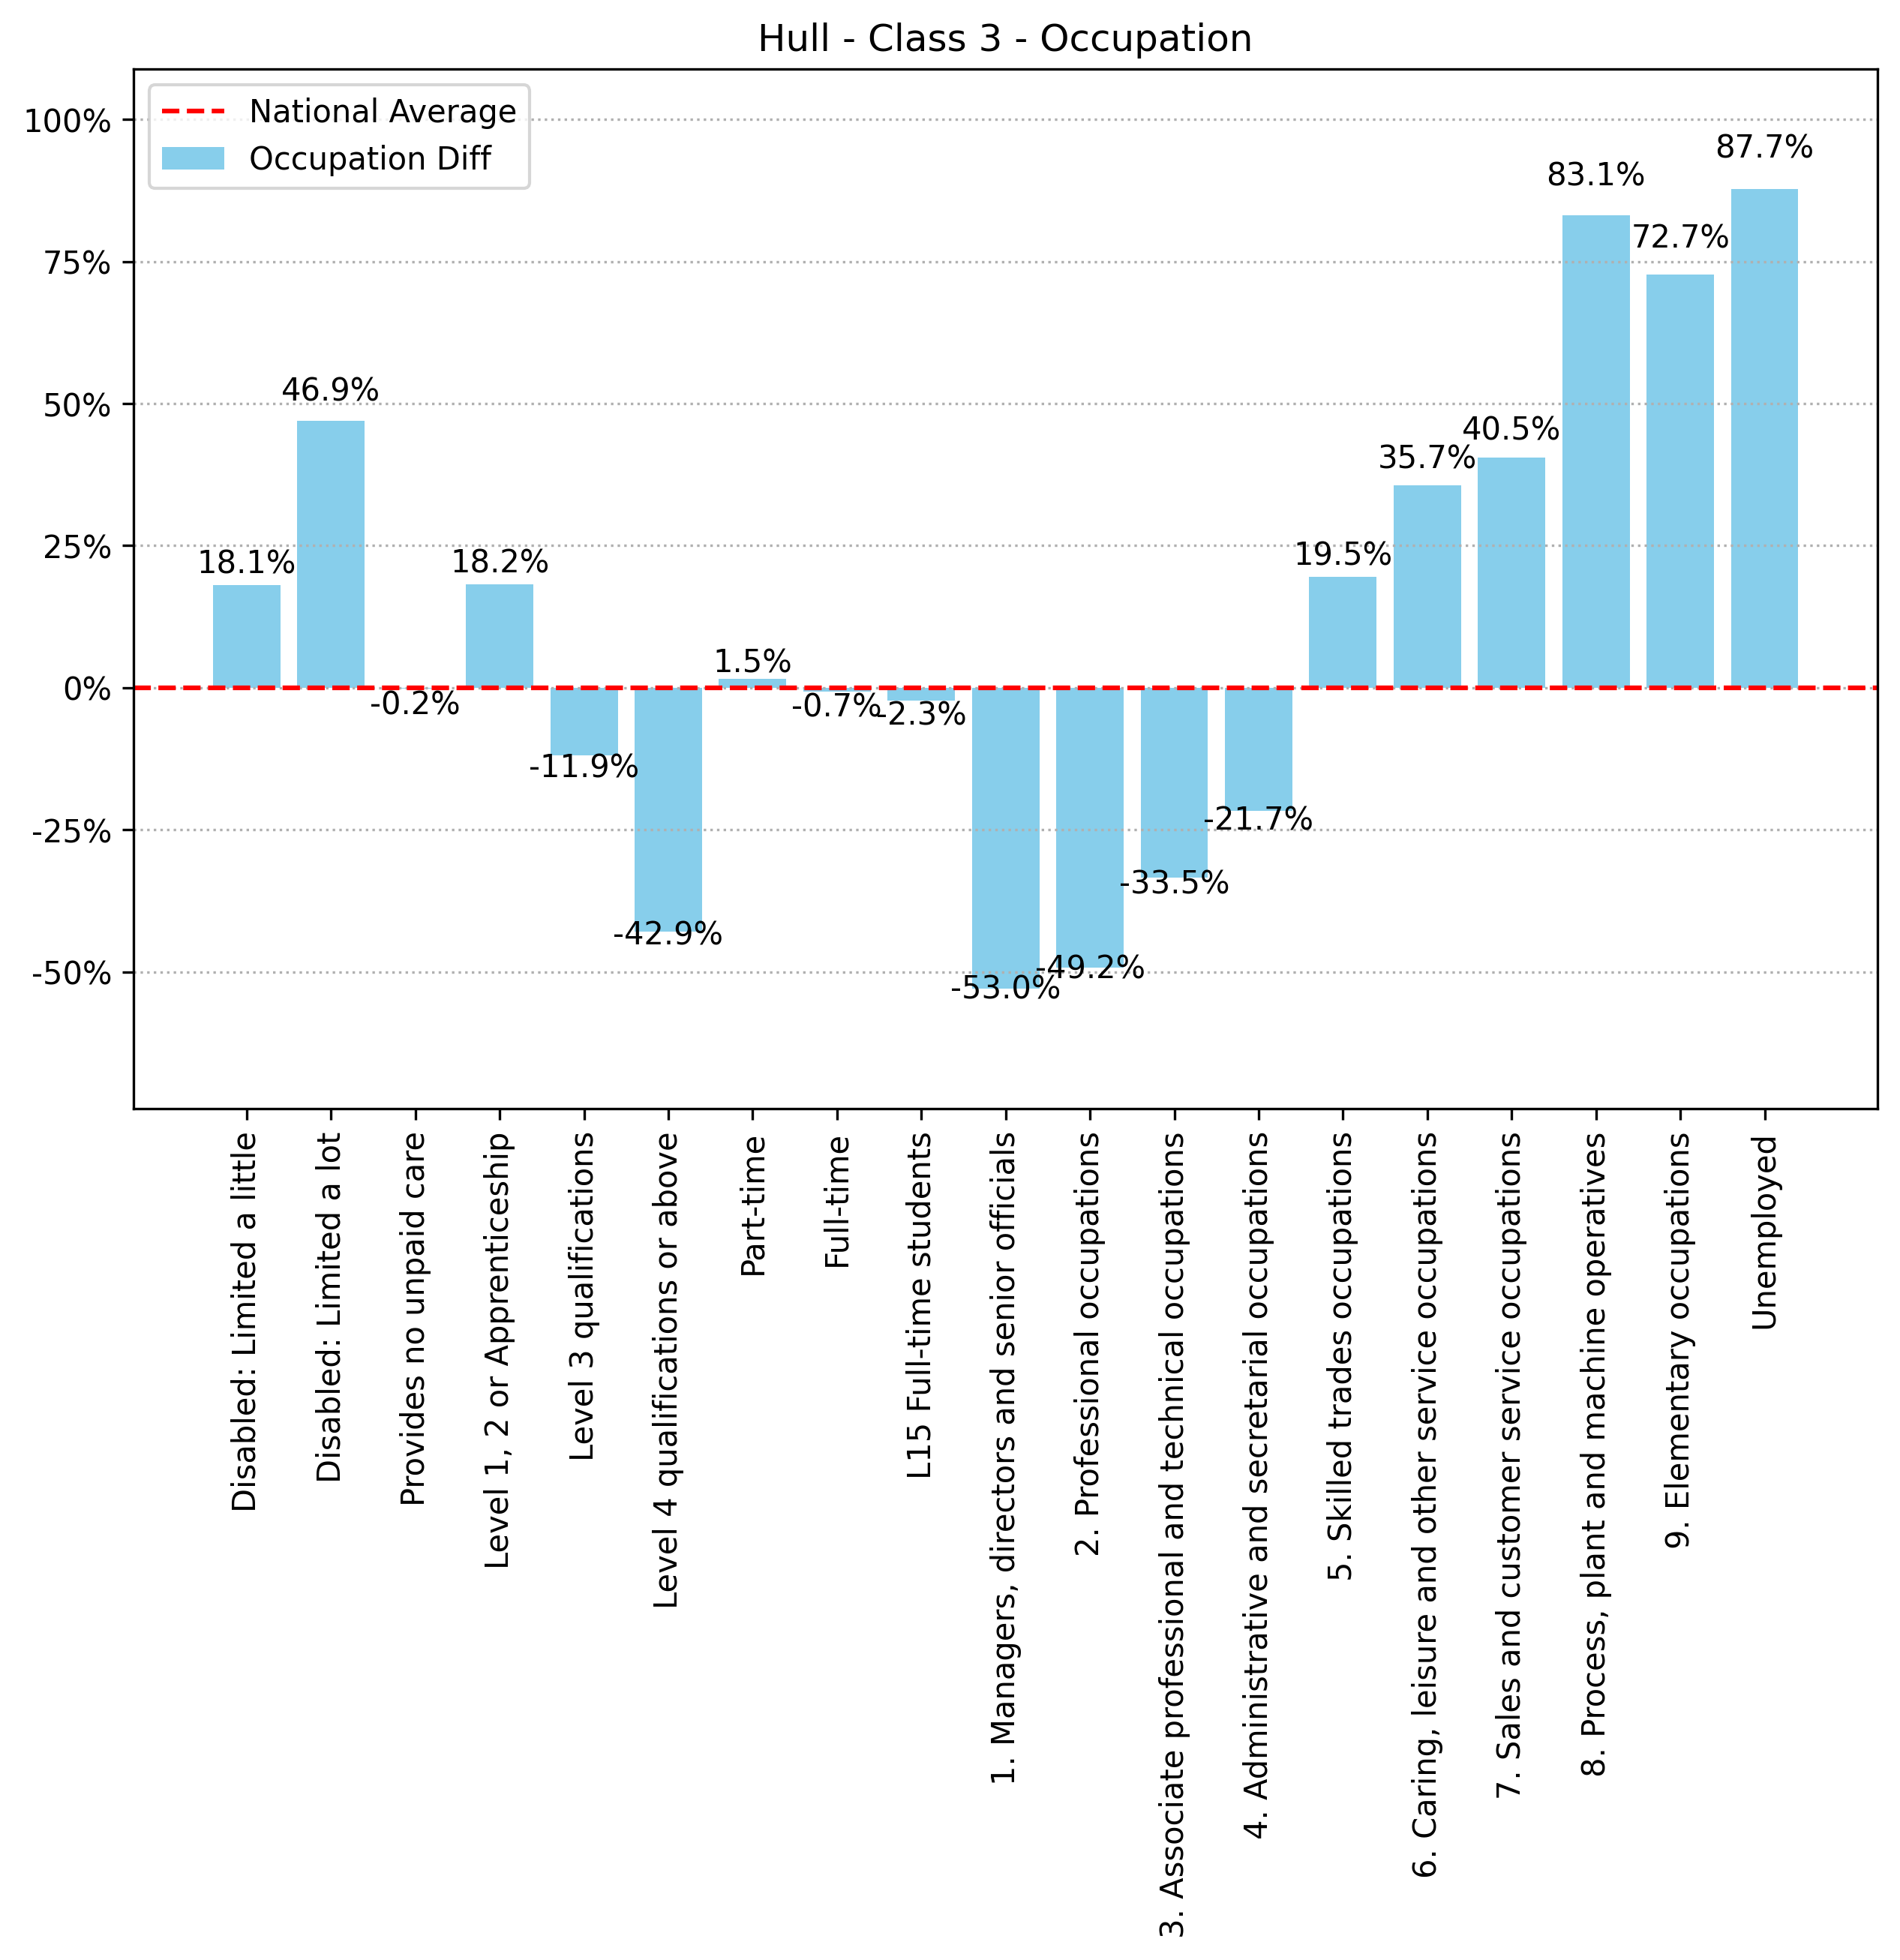 Hull - Class 3 - Occupation
National Average
Occupation Diff
100%
75%
50%
25%
0%
-25%
-50%
18.1%
46.9%
-0.2%
18.2%
-11.9%
-42.9%
1.5%
-0.7%
-2.3%
-53.0%
-49.2%
-33.5%
-21.7%
19.5%
35.7%
40.5%
83.1%
72.7%
87.7%
Disabled: Limited a little
Disabled: Limited a lot
Provides no unpaid care
Level 1, 2 or Apprenticeship
Level 3 qualifications
Level 4 qualifications or above
Part-time
Full-time
L15 Full-time students
1. Managers, directors and senior officials
2. Professional occupations
3. Associate professional and technical occupations
4. Administrative and secretarial occupations
5. Skilled trades occupations
6. Caring, leisure and other service occupations
7. Sales and customer service occupations
8. Process, plant and machine operatives
9. Elementary occupations
Unemployed